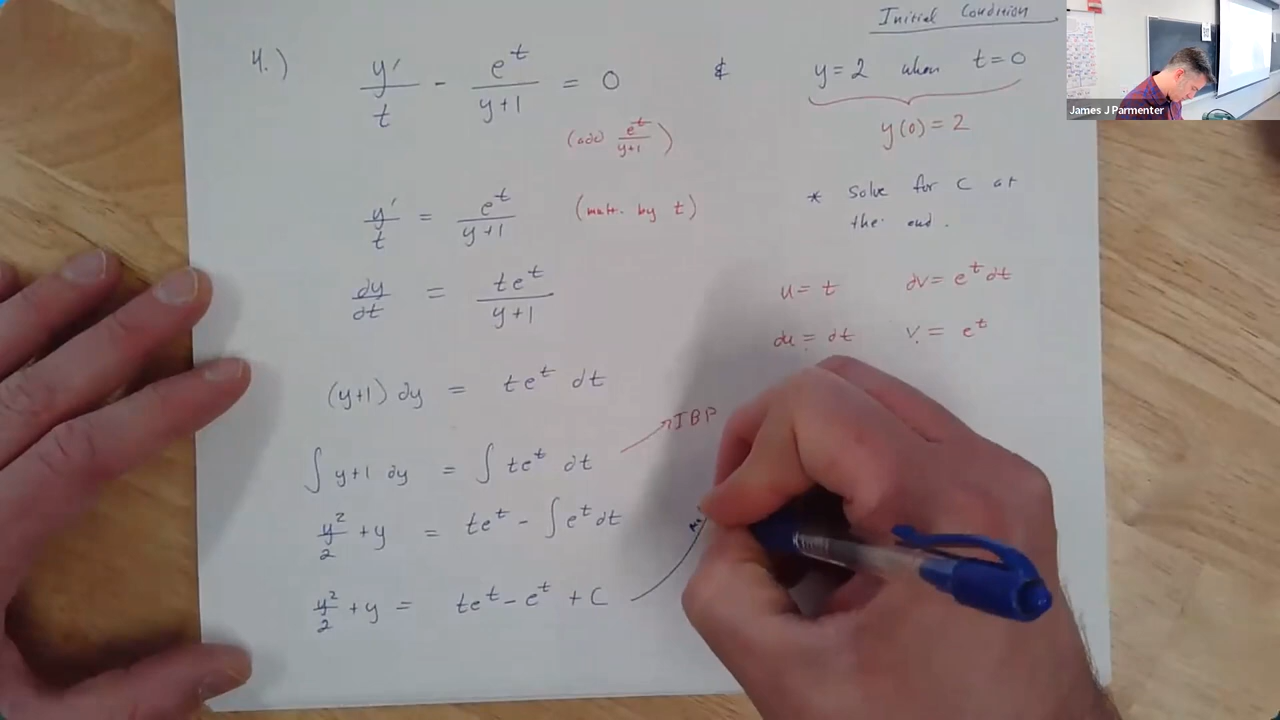 Initial Condition
4.) y'/t - e^t/(y+1) = 0 & y=2 when t=0
(add e^t/(y+1)) y(0) = 2
y'/t = e^t/(y+1) (mult. by t) * Solve for C at
the end.
dy/dt = te^t/(y+1) u= t dv= e^t dt
du = dt v = e^t
(y+1) dy = te^t dt
∫ y+1 dy = ∫ te^t dt → IBP
y²/2 + y = te^t - ∫ e^t dt
y²/2 + y = te^t - e^t + C
James J Parmenter